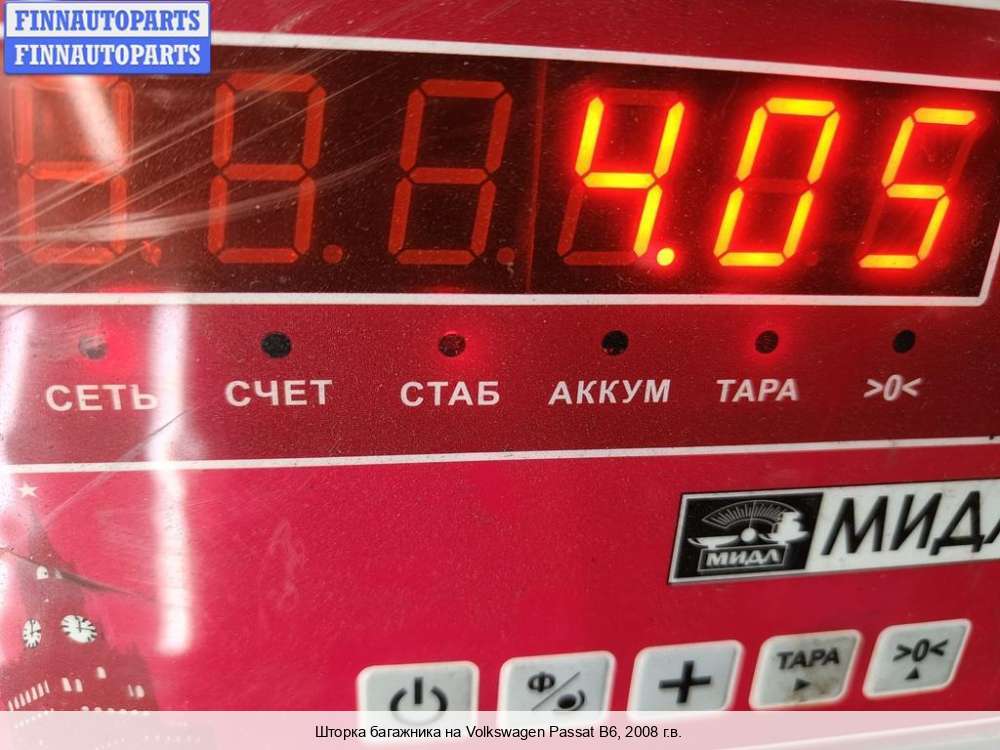 FINNAUTOPARTS
FINNAUTOPARTS
4.05
СЕТЬ СЧЕТ СТАБ АККУМ ТАРА >0<
МИДЛ МИДЛ
Ф + ТАРА >0<
Шторка багажника на Volkswagen Passat B6, 2008 г.в.